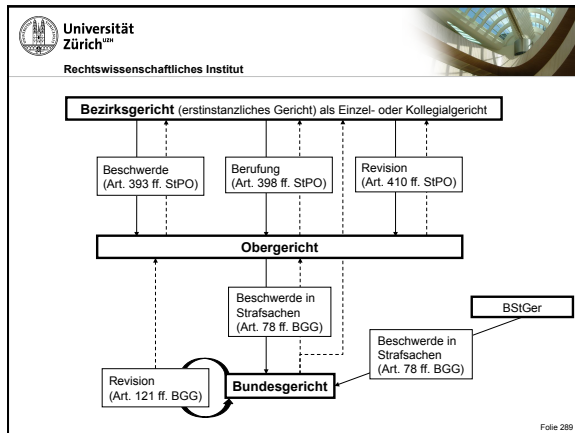 Universität
Zürich UZH
Rechtswissenschaftliches Institut
Bezirksgericht (erstinstanzliches Gericht) als Einzel- oder Kollegialgericht
Beschwerde
(Art. 393 ff. StPO)
Berufung
(Art. 398 ff. StPO)
Revision
(Art. 410 ff. StPO)
Obergericht
Beschwerde in
Strafsachen
(Art. 78 ff. BGG)
BStGer
Beschwerde in
Strafsachen
(Art. 78 ff. BGG)
Revision
(Art. 121 ff. BGG)
Bundesgericht
Folie 289